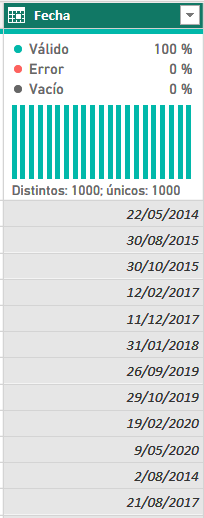 Fecha
Válido 100 %
Error 0 %
Vacío 0 %
Distintos: 1000; únicos: 1000
22/05/2014
30/08/2015
30/10/2015
12/02/2017
11/12/2017
31/01/2018
26/09/2019
29/10/2019
19/02/2020
9/05/2020
2/08/2014
21/08/2017